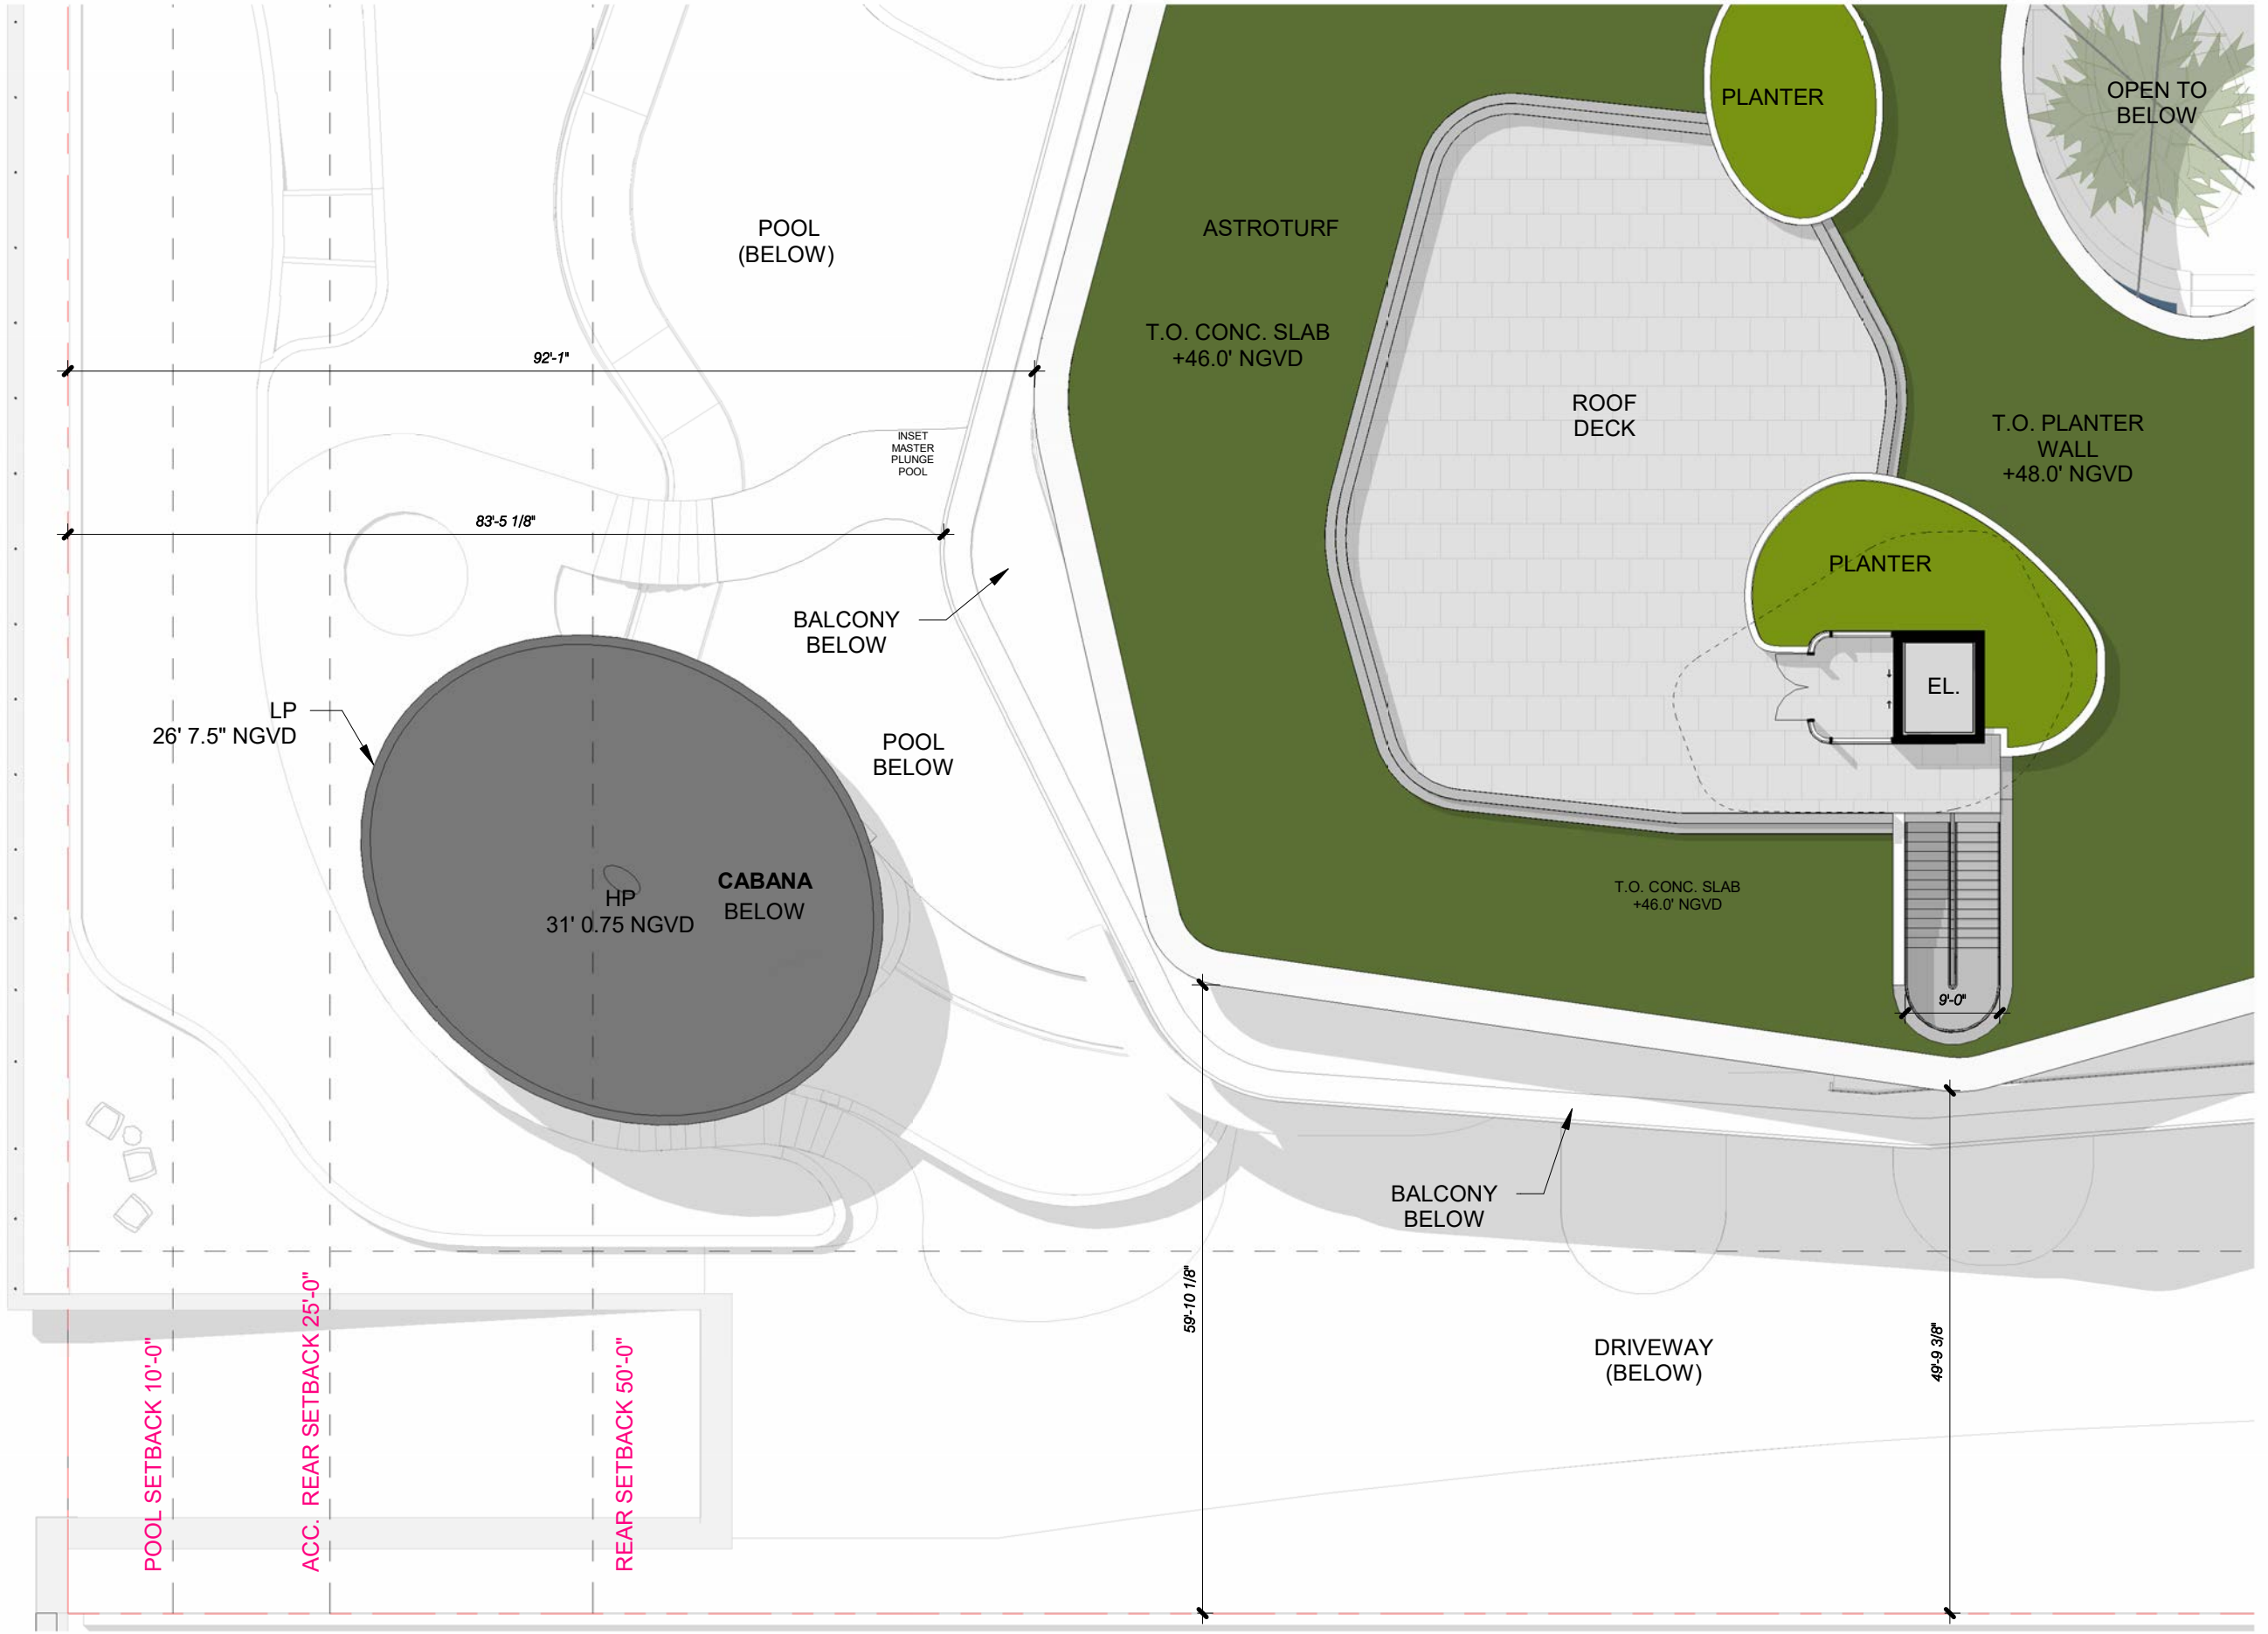 PLANTER
OPEN TO
BELOW
POOL
(BELOW)
ASTROTURF
T.O. CONC. SLAB
+46.0' NGVD
92'-1"
ROOF
DECK
T.O. PLANTER
WALL
+48.0' NGVD
INSET
MASTER
PLUNGE
POOL
83'-5 1/8"
PLANTER
BALCONY
BELOW
EL.
LP
26' 7.5" NGVD
POOL
BELOW
CABANA
BELOW
HP
31' 0.75 NGVD
T.O. CONC. SLAB
+46.0' NGVD
9'-0"
BALCONY
BELOW
59'-10 1/8"
49'-9 3/8"
DRIVEWAY
(BELOW)
POOL SETBACK 10'-0"
ACC. REAR SETBACK 25'-0"
REAR SETBACK 50'-0"